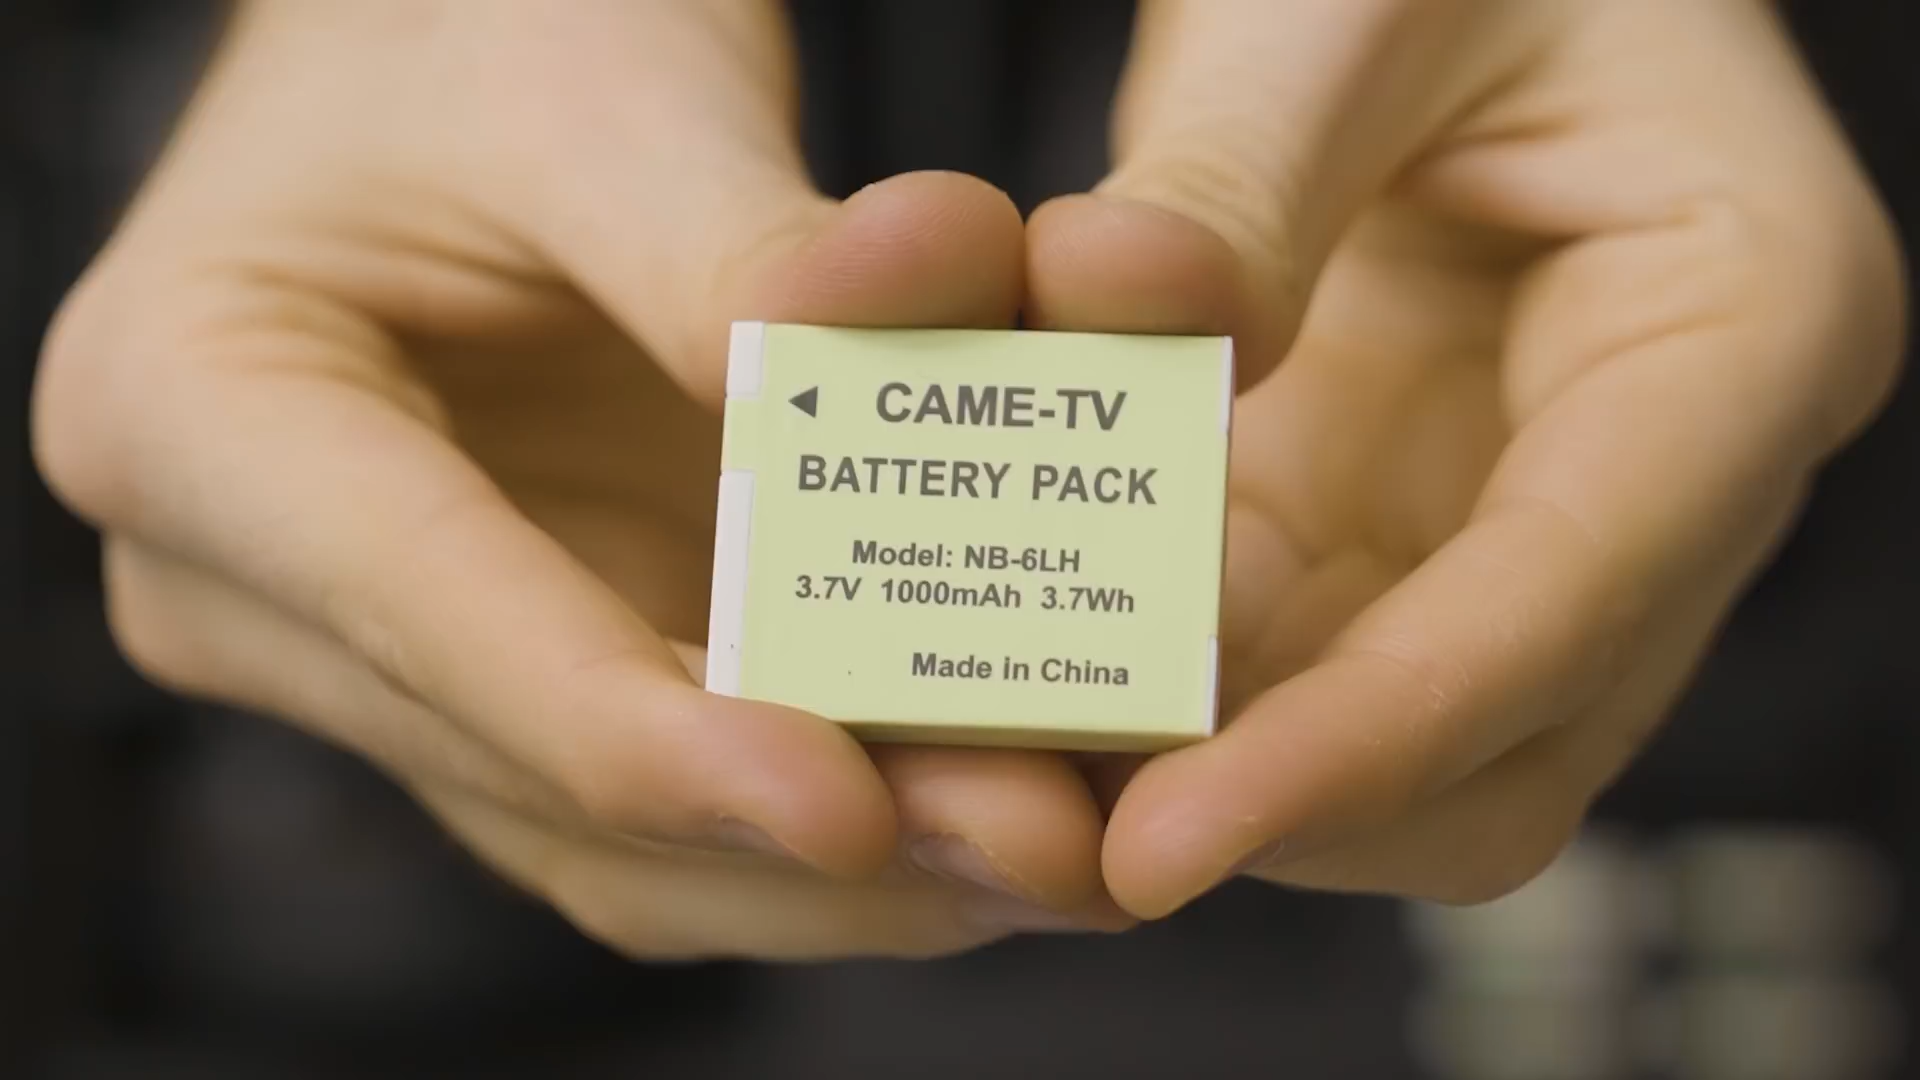 ◀ CAME-TV
BATTERY PACK
Model: NB-6LH
3.7V 1000mAh 3.7Wh
Made in China